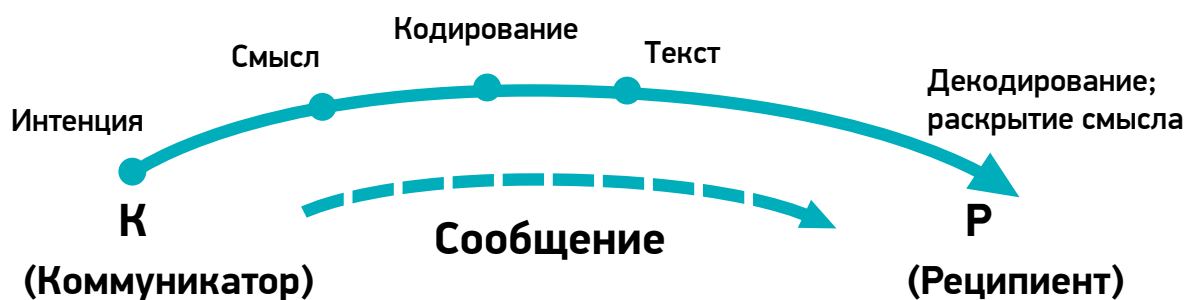 Кодирование
Смысл
Текст
Декодирование;
раскрытие смысла
Интенция
К
Сообщение
Р
(Коммуникатор)
(Реципиент)